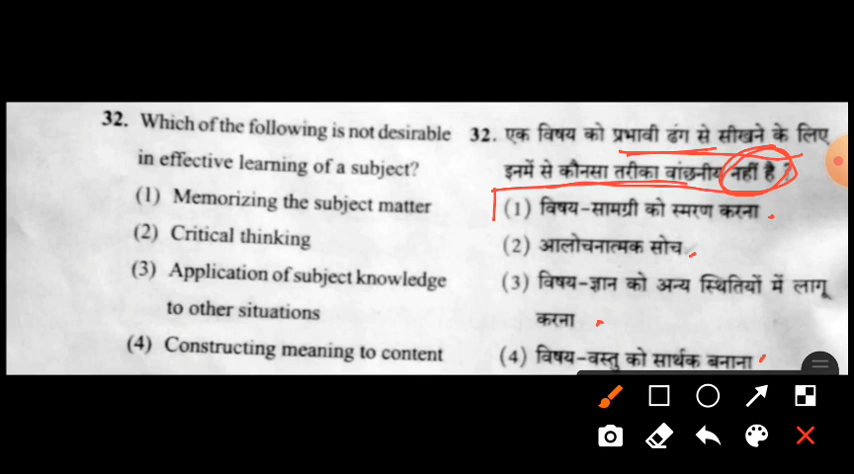 32. Which of the following is not desirable
in effective learning of a subject?
(1) Memorizing the subject matter
(2) Critical thinking
(3) Application of subject knowledge
to other situations
(4) Constructing meaning to content
32. एक विषय को प्रभावी ढंग से सीखने के लिए
इनमें से कौनसा तरीका वांछनीय नहीं है ?
(1) विषय-सामग्री को स्मरण करना
(2) आलोचनात्मक सोच
(3) विषय-ज्ञान को अन्य स्थितियों में लागू
करना
(4) विषय-वस्तु को सार्थक बनाना